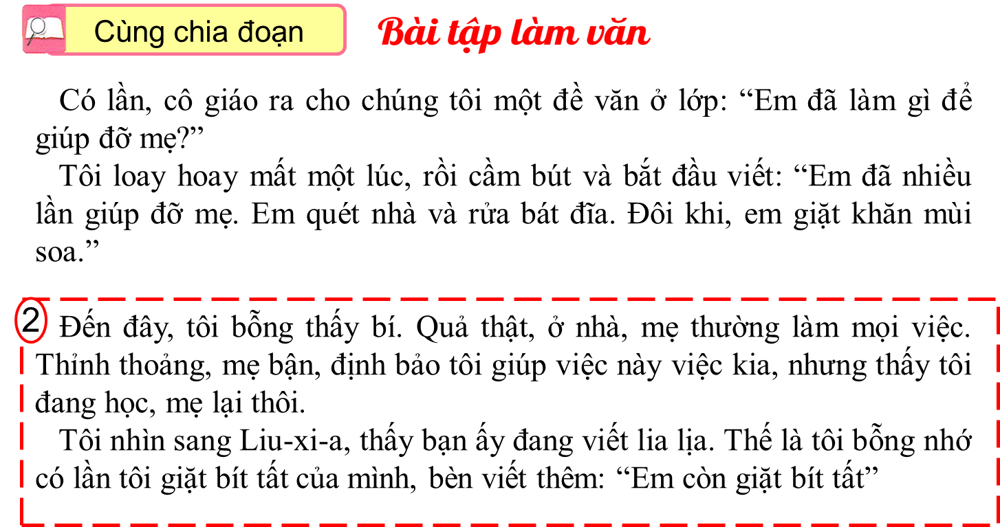 Cùng chia đoạn
Bài tập làm văn
Có lần, cô giáo ra cho chúng tôi một đề văn ở lớp: “Em đã làm gì để
giúp đỡ mẹ?”
Tôi loay hoay mất một lúc, rồi cầm bút và bắt đầu viết: “Em đã nhiều
lần giúp đỡ mẹ. Em quét nhà và rửa bát đĩa. Đôi khi, em giặt khăn mùi
soa.”
2
Đến đây, tôi bỗng thấy bí. Quả thật, ở nhà, mẹ thường làm mọi việc.
Thỉnh thoảng, mẹ bận, định bảo tôi giúp việc này việc kia, nhưng thấy tôi
đang học, mẹ lại thôi.
Tôi nhìn sang Liu-xi-a, thấy bạn ấy đang viết lia lịa. Thế là tôi bỗng nhớ
có lần tôi giặt bít tất của mình, bèn viết thêm: “Em còn giặt bít tất”